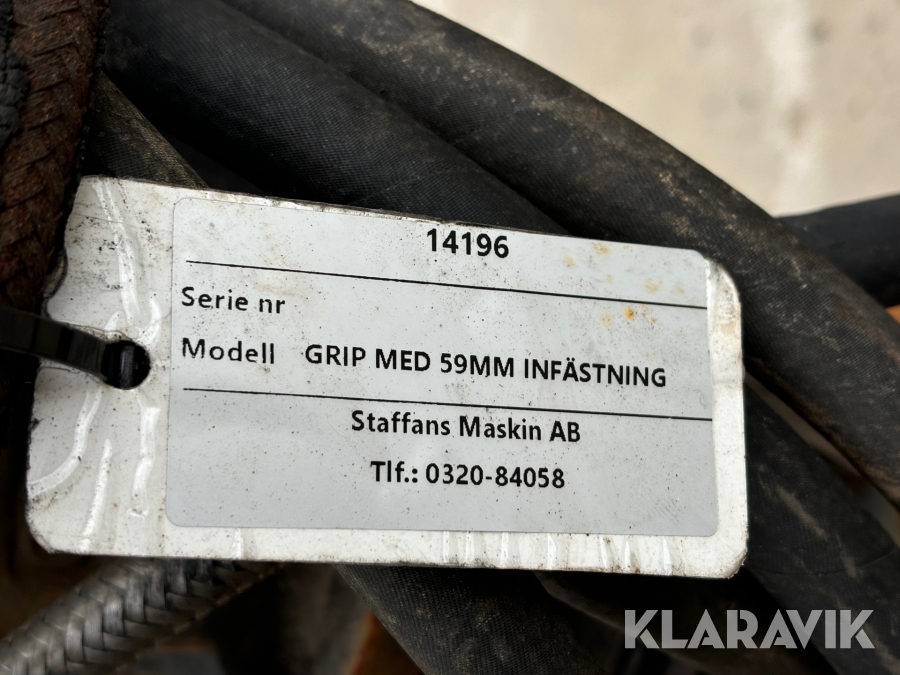 14196
Serie nr
Modell GRIP MED 59MM INFÄSTNING
Staffans Maskin AB
Tlf.: 0320-84058
KLARAVIK